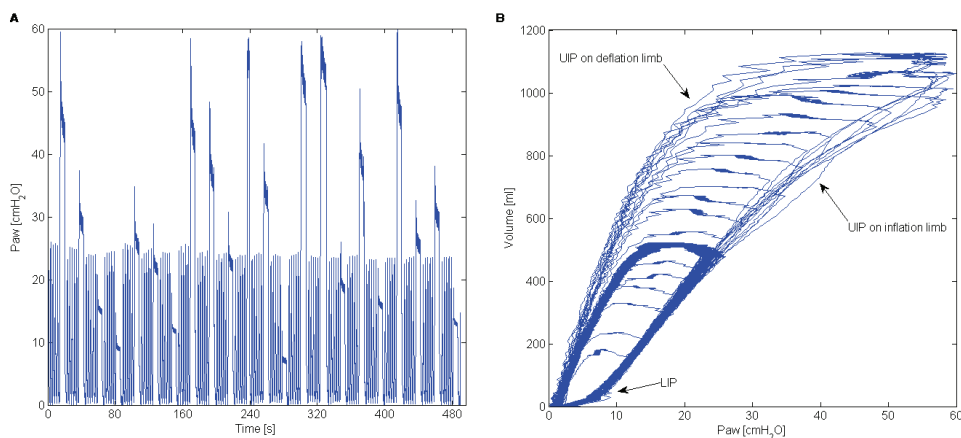 A
Paw [cmH2O]
60
50
40
30
20
10
0
0 80 160 240 320 400 480
Time [s]
B
Volume [ml]
1200
1000
800
600
400
200
0
UIP on deflation limb
UIP on inflation limb
LIP
0 10 20 30 40 50 60
Paw [cmH2O]